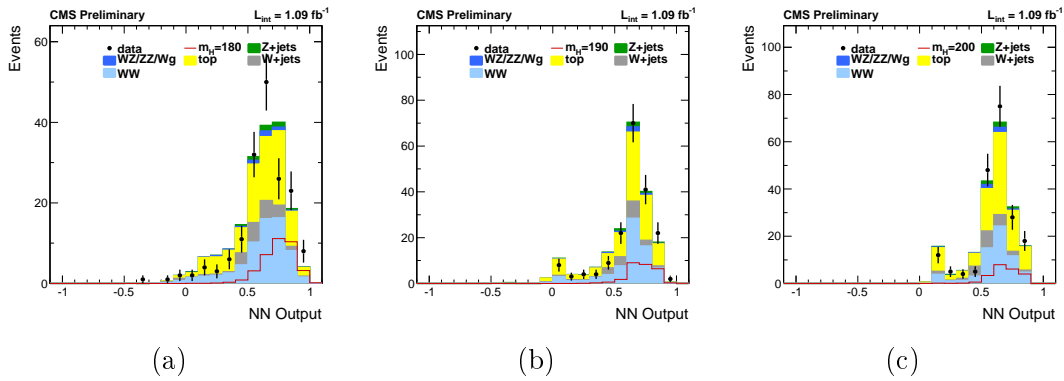 CMS Preliminary L_int = 1.09 fb^-1
Events
60
40
20
0
data m_H=180 Z+jets
WZ/ZZ/Wg top W+jets
WW
-1 -0.5 0 0.5 1
NN Output
(a)
CMS Preliminary L_int = 1.09 fb^-1
Events
100
80
60
40
20
0
data m_H=190 Z+jets
WZ/ZZ/Wg top W+jets
WW
-1 -0.5 0 0.5 1
NN Output
(b)
CMS Preliminary L_int = 1.09 fb^-1
Events
100
80
60
40
20
0
data m_H=200 Z+jets
WZ/ZZ/Wg top W+jets
WW
-1 -0.5 0 0.5 1
NN Output
(c)